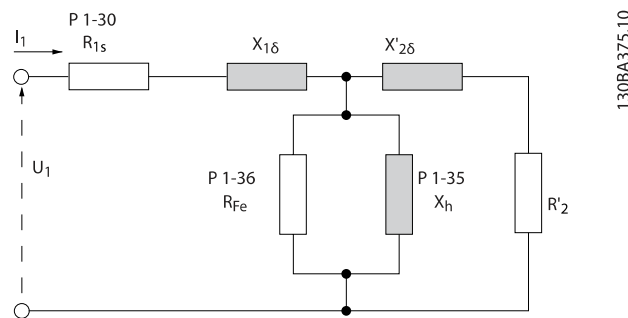 P 1-30
I1
R1s
X1δ
X'2δ
U1
P 1-36
RFe
P 1-35
Xh
R'2
130BA375.10